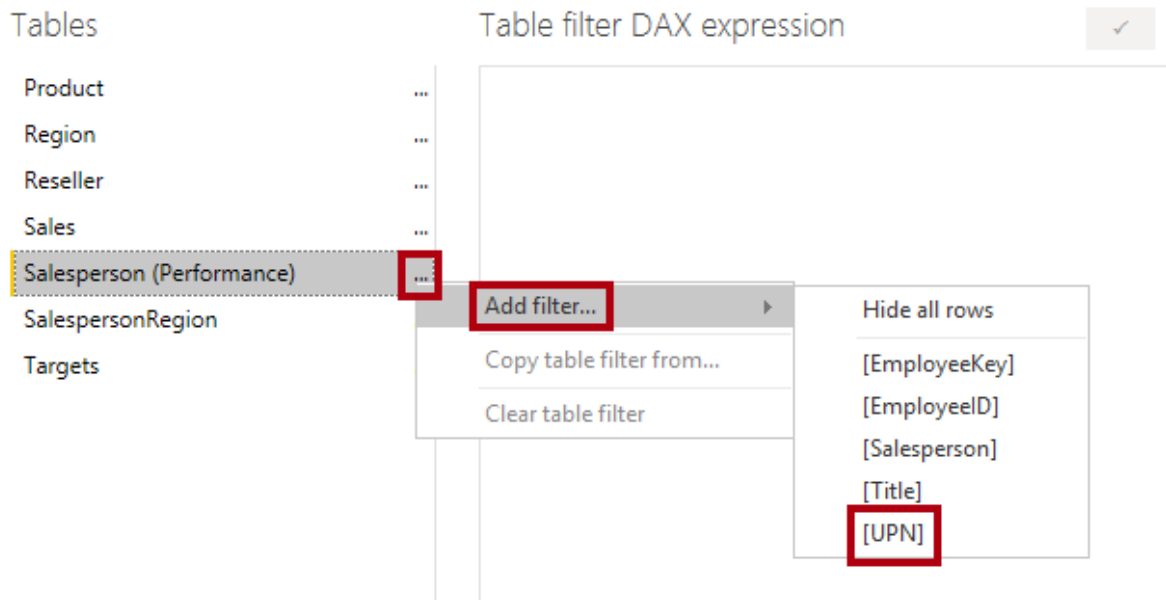 Tables
Table filter DAX expression
Product ...
Region ...
Reseller ...
Sales ...
Salesperson (Performance) ...
SalespersonRegion
Targets
Add filter...
Copy table filter from...
Clear table filter
Hide all rows
[EmployeeKey]
[EmployeeID]
[Salesperson]
[Title]
[UPN]